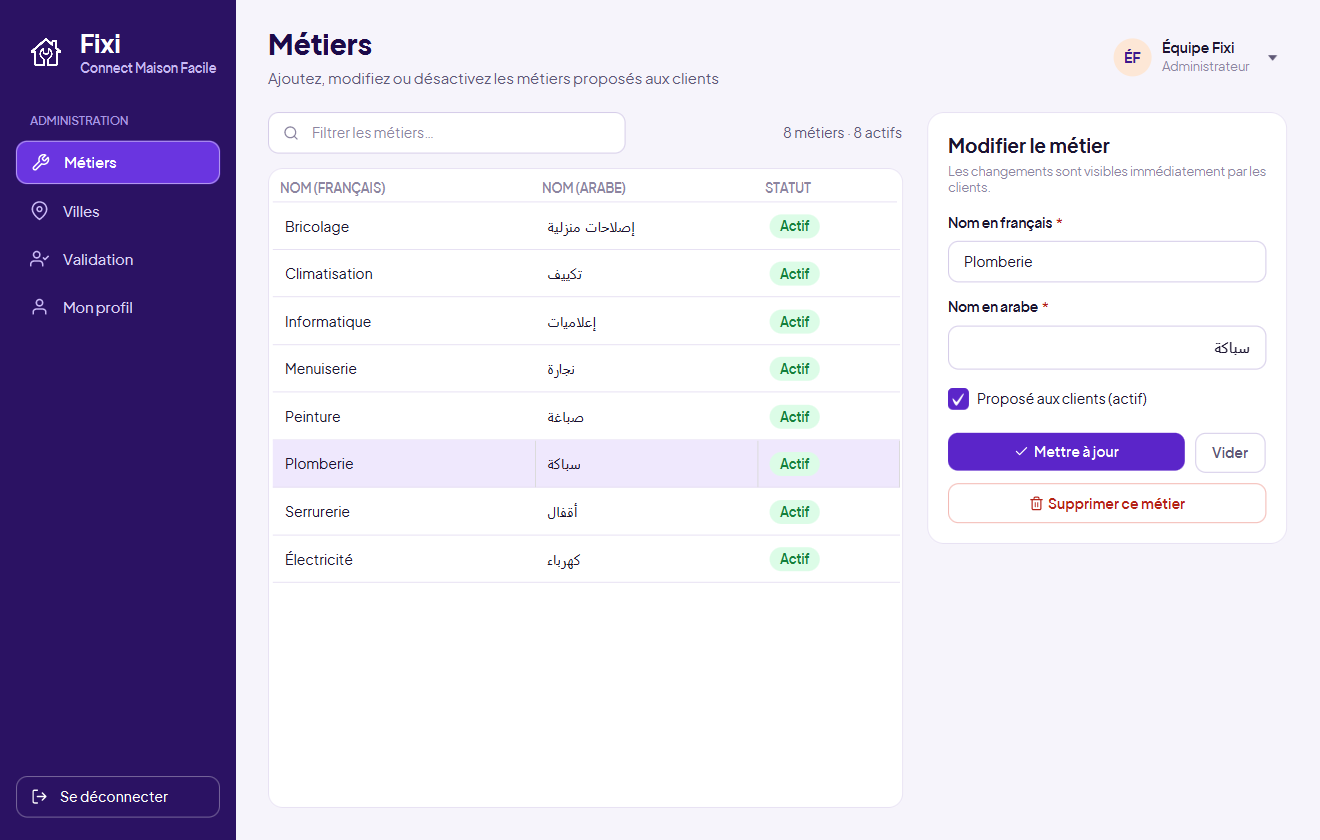 Fixi
Connect Maison Facile
ADMINISTRATION
Métiers
Villes
Validation
Mon profil
Se déconnecter
Métiers
Ajoutez, modifiez ou désactivez les métiers proposés aux clients
ÉF
Équipe Fixi
Administrateur
Filtrer les métiers...
8 métiers · 8 actifs
NOM (FRANÇAIS) NOM (ARABE) STATUT
Bricolage إصلاحات منزلية Actif
Climatisation تكييف Actif
Informatique إعلاميات Actif
Menuiserie نجارة Actif
Peinture صباغة Actif
Plomberie سباكة Actif
Serrurerie أقفال Actif
Électricité كهرباء Actif
Modifier le métier
Les changements sont visibles immédiatement par les
clients.
Nom en français *
Plomberie
Nom en arabe *
سباكة
Proposé aux clients (actif)
Mettre à jour
Vider
Supprimer ce métier